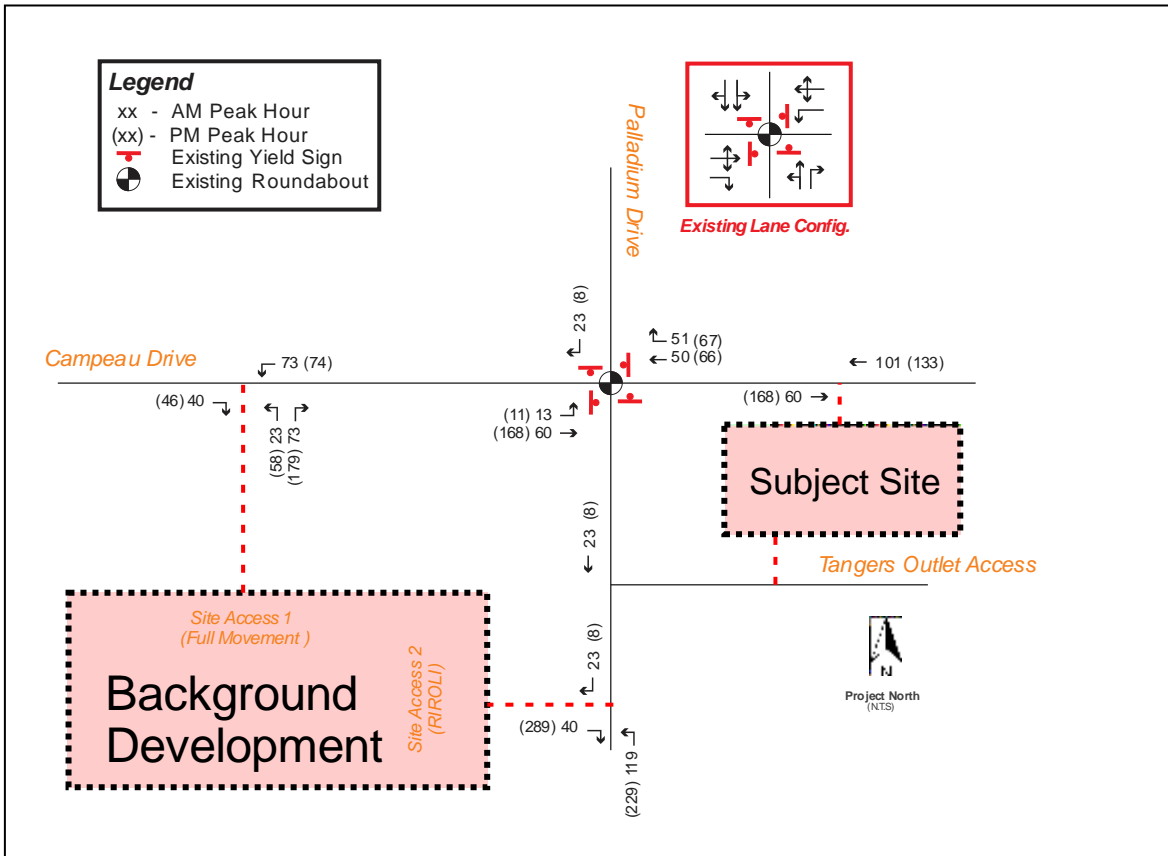 Legend
xx - AM Peak Hour
(xx) - PM Peak Hour
Existing Yield Sign
Existing Roundabout
Palladium Drive
Existing Lane Config.
23 (8)
51 (67)
50 (66)
Campeau Drive
73 (74)
101 (133)
(46) 40
(58) 23
(179) 73
(11) 13
(168) 60
(168) 60
Subject Site
23 (8)
Tangers Outlet Access
Site Access 1
(Full Movement )
23 (8)
Site Access 2
(RIROLI)
Background
Development
N
Project North
(N.T.S)
(289) 40
(229) 119